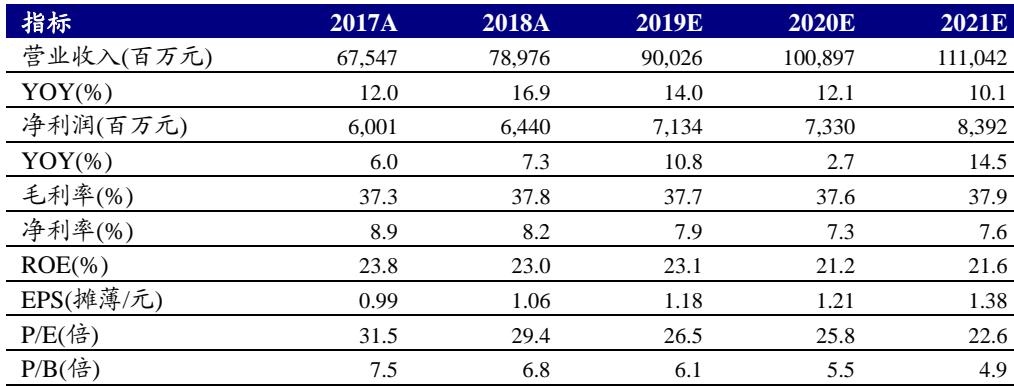 指标 2017A 2018A 2019E 2020E 2021E
营业收入(百万元) 67,547 78,976 90,026 100,897 111,042
YOY(%) 12.0 16.9 14.0 12.1 10.1
净利润(百万元) 6,001 6,440 7,134 7,330 8,392
YOY(%) 6.0 7.3 10.8 2.7 14.5
毛利率(%) 37.3 37.8 37.7 37.6 37.9
净利率(%) 8.9 8.2 7.9 7.3 7.6
ROE(%) 23.8 23.0 23.1 21.2 21.6
EPS(摊薄/元) 0.99 1.06 1.18 1.21 1.38
P/E(倍) 31.5 29.4 26.5 25.8 22.6
P/B(倍) 7.5 6.8 6.1 5.5 4.9